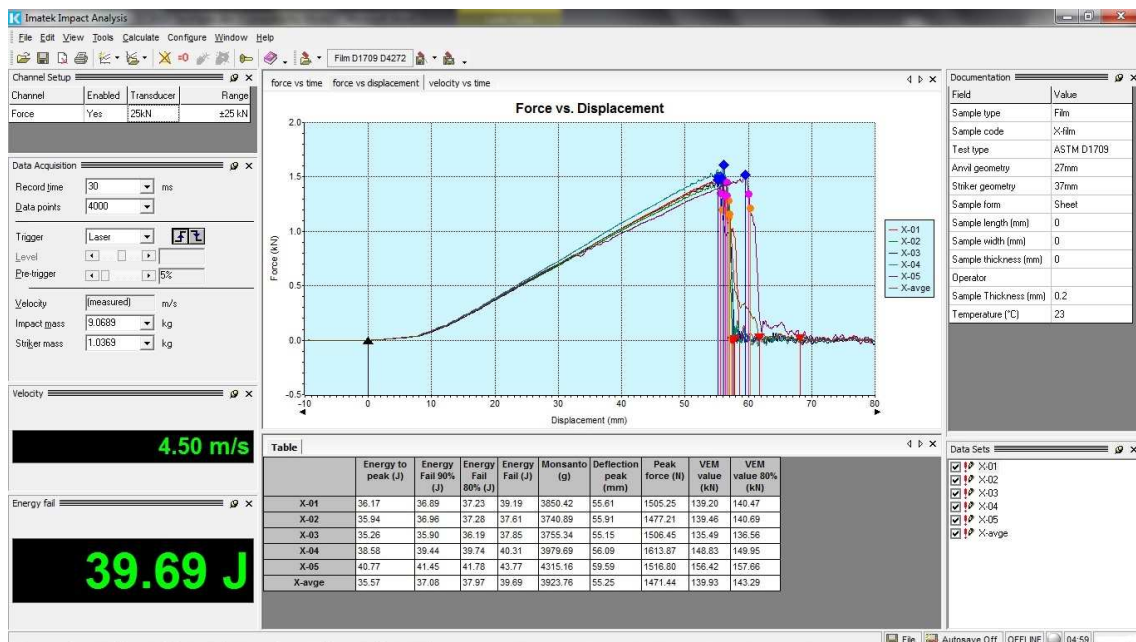 Imatek Impact Analysis
File Edit View Tools Calculate Configure Window Help
Film D1709 D4272
Channel Setup
Channel Enabled Transducer Range
Force Yes 25kN ±25 kN
Data Acquisition
Record time 30 ms
Data points 4000
Trigger Laser
Level
Pre-trigger 5%
Velocity (measured) m/s
Impact mass 9.0689 kg
Striker mass 1.0369 kg
Velocity
4.50 m/s
Energy fail
39.69 J
force vs time force vs displacement velocity vs time
Force vs. Displacement
2.0
1.5
1.0
0.5
0.0
-0.5
Force (kN)
-10 0 10 20 30 40 50 60 70 80
Displacement (mm)
X-01
X-02
X-03
X-04
X-05
X-avge
Table
Energy to peak (J) Energy Fail 90% (J) Energy Fail 80% (J) Energy Fail (J) Monsanto (g) Deflection peak (mm) Peak force (N) VEM value (kN) VEM value 80% (kN)
X-01 36.17 36.89 37.23 39.19 3850.42 55.61 1505.25 139.20 140.47
X-02 35.94 36.96 37.28 37.61 3740.89 55.91 1477.21 139.46 140.69
X-03 35.26 35.90 36.19 37.85 3755.34 55.15 1506.45 135.49 136.56
X-04 38.58 39.44 39.74 40.31 3979.69 56.09 1613.87 148.83 149.95
X-05 40.77 41.45 41.78 43.77 4315.16 59.59 1516.80 156.42 157.66
X-avge 35.57 37.08 37.97 39.69 3923.76 55.25 1471.44 139.93 143.29
Documentation
Field Value
Sample type Film
Sample code X-film
Test type ASTM D1709
Anvil geometry 27mm
Striker geometry 37mm
Sample form Sheet
Sample length (mm) 0
Sample width (mm) 0
Sample thickness (mm) 0
Operator
Sample Thickness (mm) 0.2
Temperature (°C) 23
Data Sets
X-01
X-02
X-03
X-04
X-05
X-avge
File Autosave Off OFFLINE 04:59